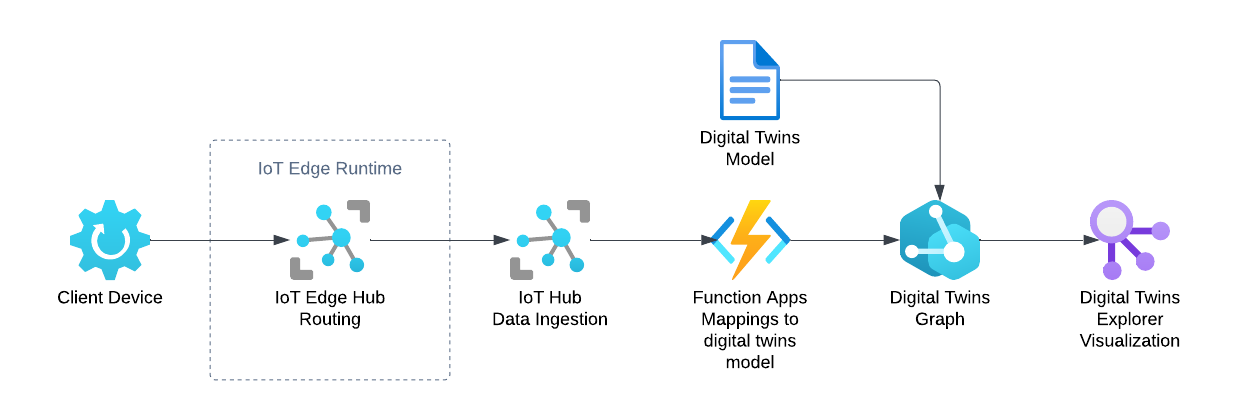 Digital Twins
Model
IoT Edge Runtime
Client Device
IoT Edge Hub
Routing
IoT Hub
Data Ingestion
Function Apps
Mappings to
digital twins
model
Digital Twins
Graph
Digital Twins
Explorer
Visualization